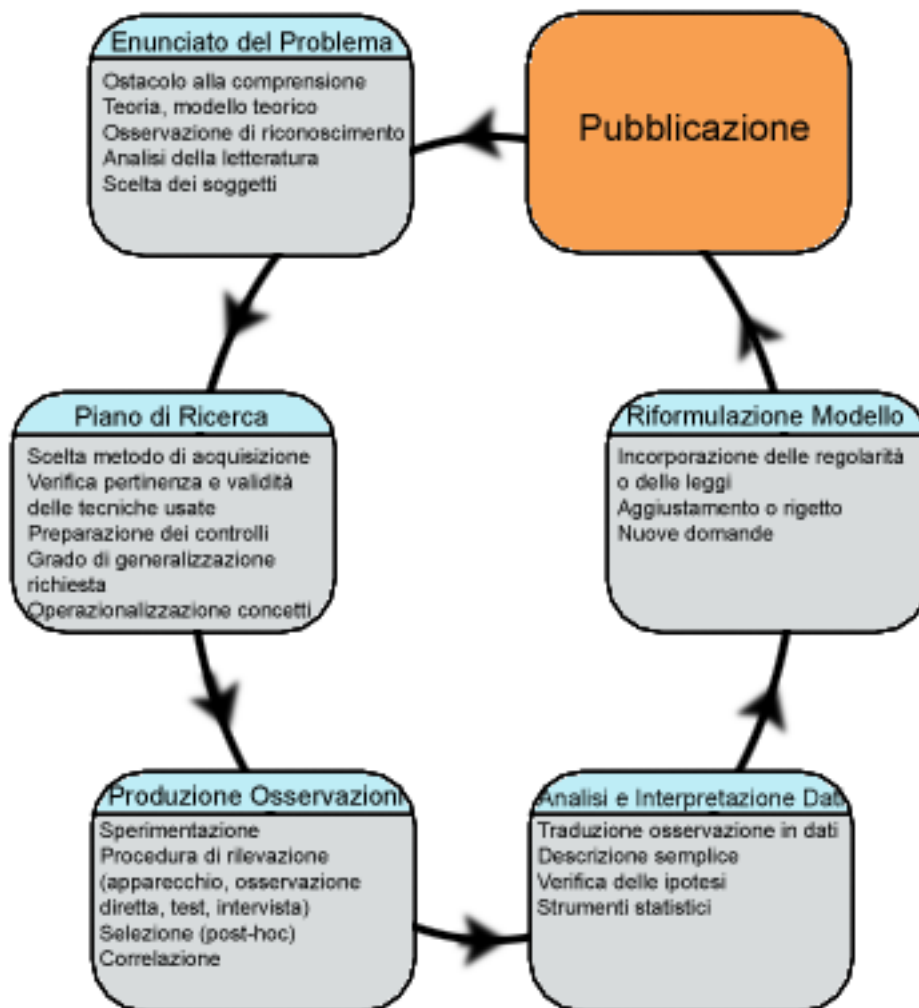 Enunciato del Problema
Ostacolo alla comprensione
Teoria, modello teorico
Osservazione di riconoscimento
Analisi della letteratura
Scelta dei soggetti
Pubblicazione
Piano di Ricerca
Scelta metodo di acquisizione
Verifica pertinenza e validità
delle tecniche usate
Preparazione dei controlli
Grado di generalizzazione
richiesta
Operazionalizzazione concetti
Riformulazione Modello
Incorporazione delle regolarità
o delle leggi
Aggiustamento o rigetto
Nuove domande
Produzione Osservazioni
Sperimentazione
Procedura di rilevazione
(apparecchio, osservazione
diretta, test, intervista)
Selezione (post-hoc)
Correlazione
Analisi e Interpretazione Dati
Traduzione osservazione in dati
Descrizione semplice
Verifica delle ipotesi
Strumenti statistici